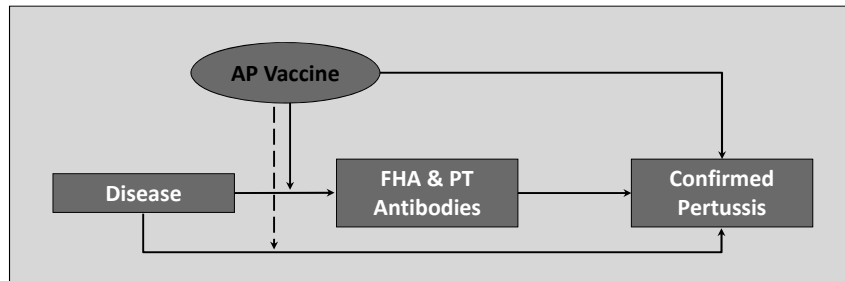 AP Vaccine
Disease
FHA & PT
Antibodies
Confirmed
Pertussis